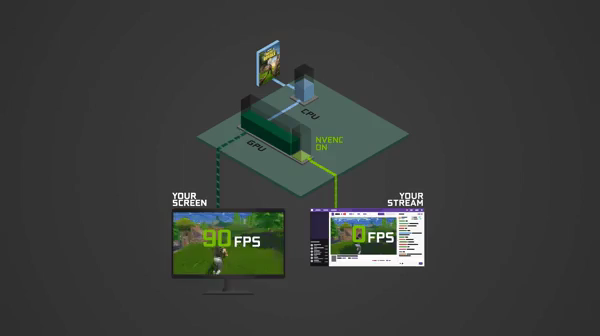 CPU
GPU
NVENC
ON
YOUR
SCREEN
YOUR
STREAM
90 FPS
0 FPS